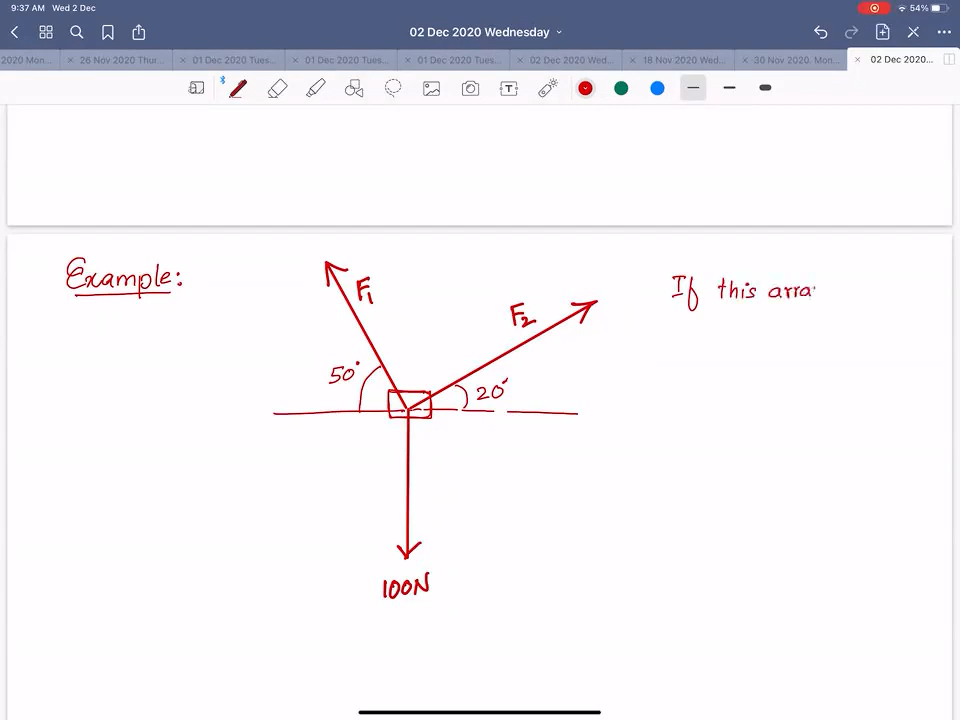 9:37 AM Wed 2 Dec
54%
02 Dec 2020 Wednesday
2020 Mon...
26 Nov 2020 Thur...
01 Dec 2020 Tues...
01 Dec 2020 Tues...
01 Dec 2020 Tues...
02 Dec 2020 Wed...
18 Nov 2020 Wed...
30 Nov 2020. Mon...
02 Dec 2020...
Example:
F1
F2
If this arra
50°
20°
100N